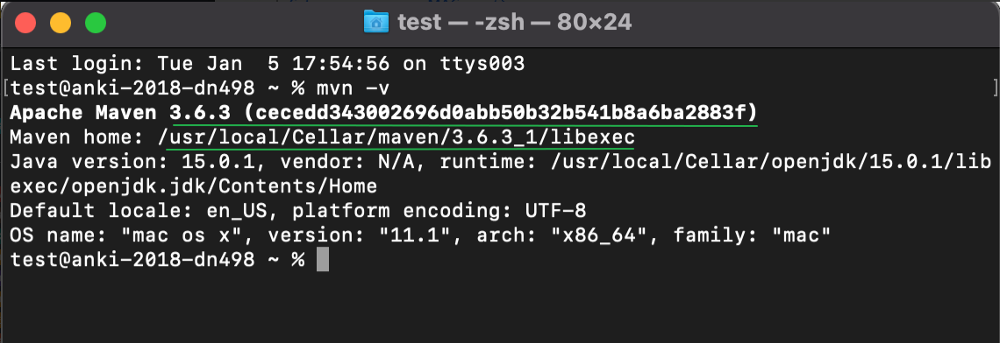 test — -zsh — 80×24
Last login: Tue Jan  5 17:54:56 on ttys003
[test@anki-2018-dn498 ~ % mvn -v ]
Apache Maven 3.6.3 (cecedd343002696d0abb50b32b541b8a6ba2883f)
Maven home: /usr/local/Cellar/maven/3.6.3_1/libexec
Java version: 15.0.1, vendor: N/A, runtime: /usr/local/Cellar/openjdk/15.0.1/lib
exec/openjdk.jdk/Contents/Home
Default locale: en_US, platform encoding: UTF-8
OS name: "mac os x", version: "11.1", arch: "x86_64", family: "mac"
test@anki-2018-dn498 ~ %